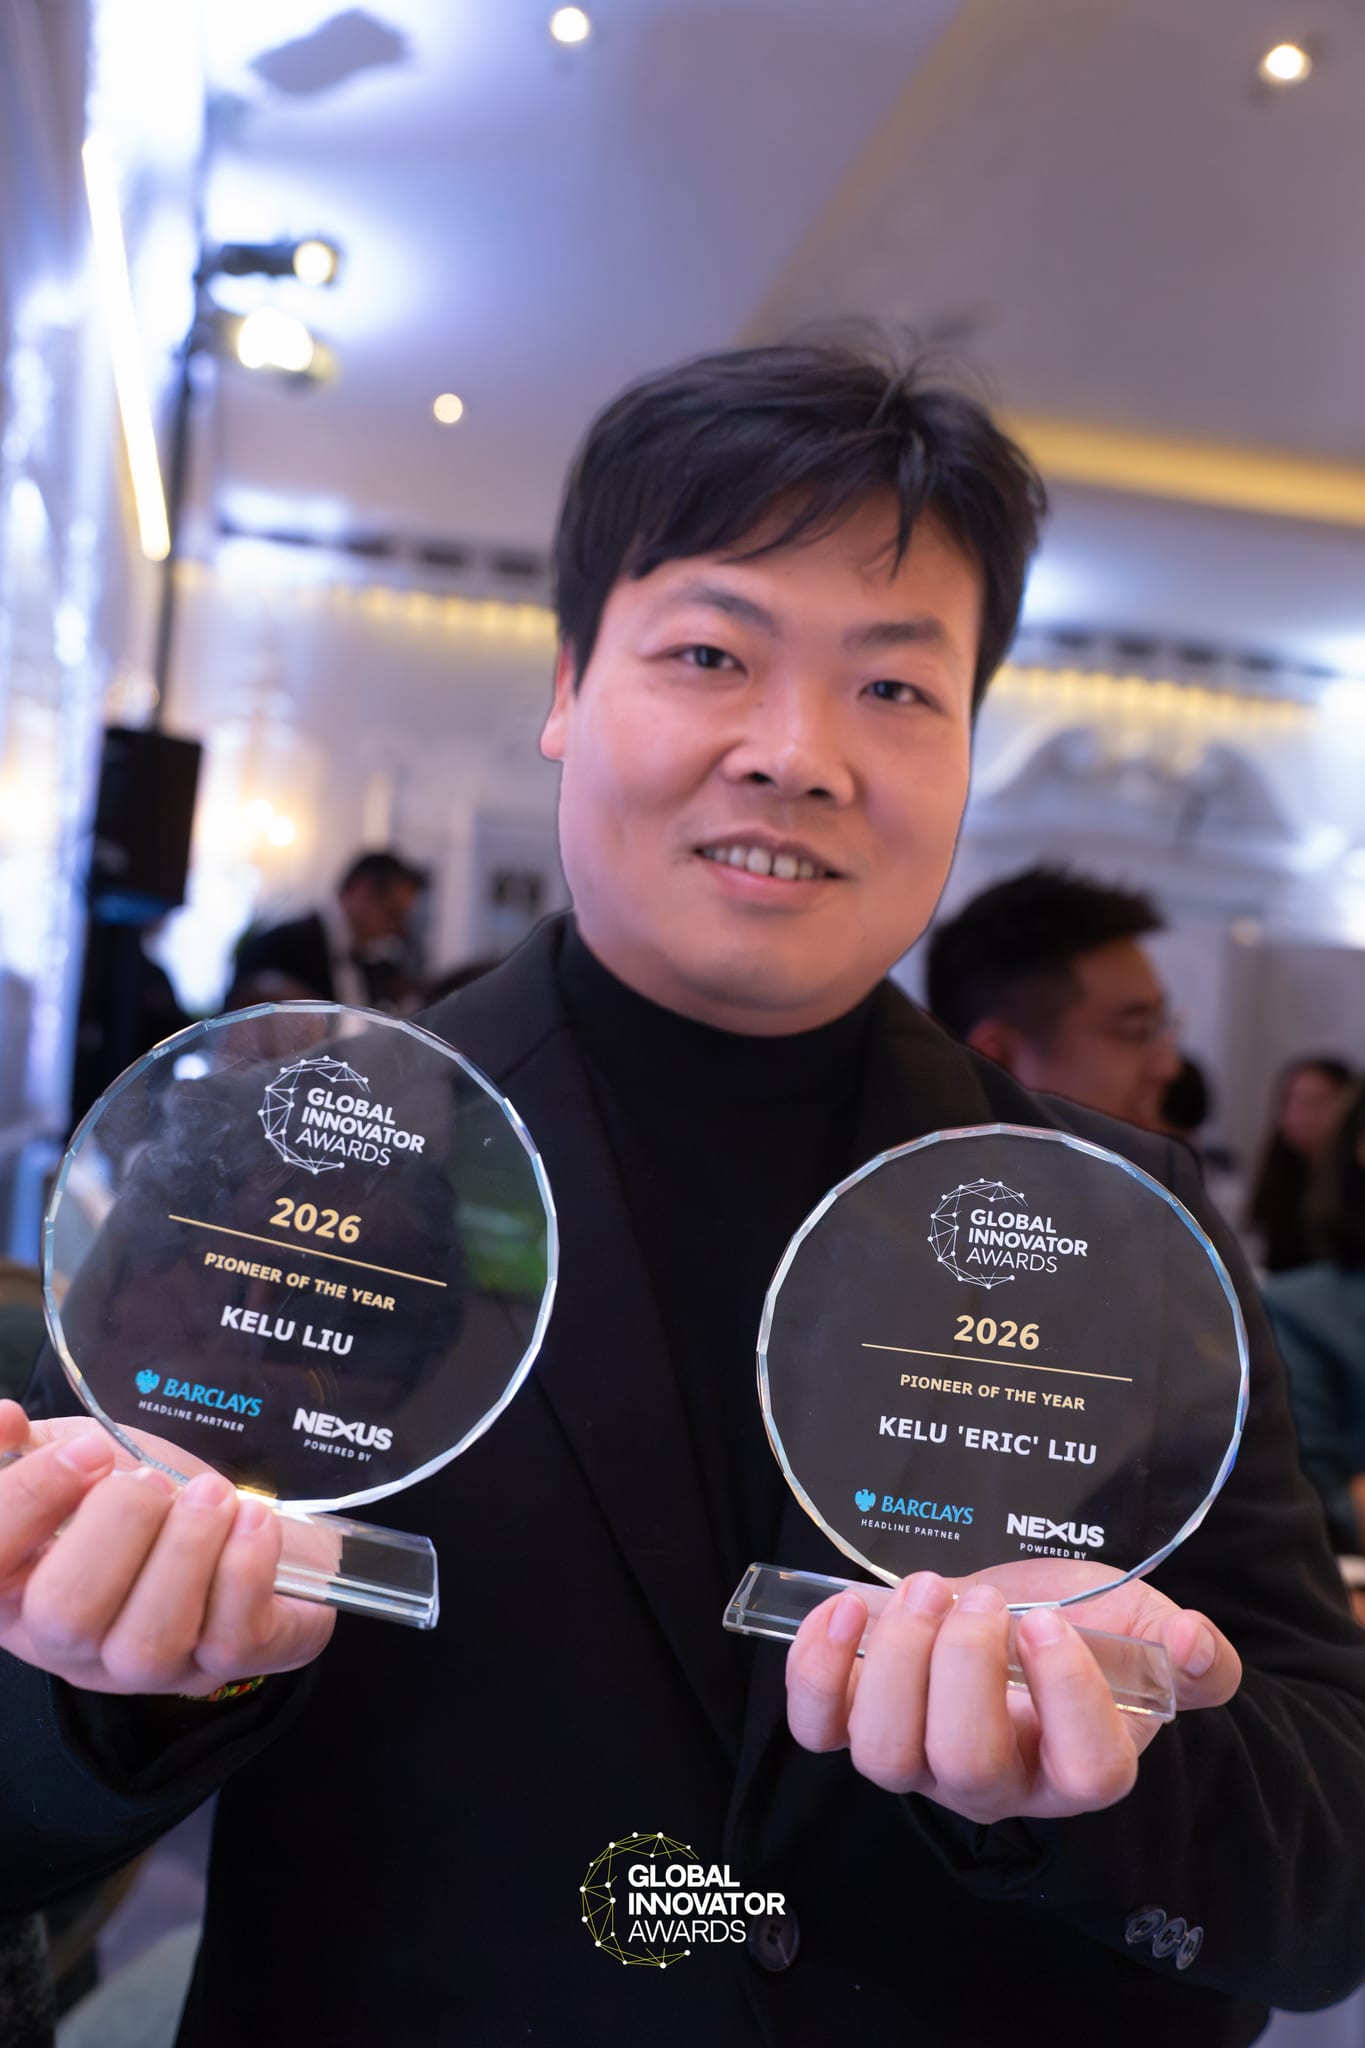 GLOBAL
INNOVATOR
AWARDS
2026
PIONEER OF THE YEAR
KELU LIU
BARCLAYS
HEADLINE PARTNER
NEXUS
POWERED BY
GLOBAL
INNOVATOR
AWARDS
2026
PIONEER OF THE YEAR
KELU 'ERIC' LIU
BARCLAYS
HEADLINE PARTNER
NEXUS
POWERED BY
GLOBAL
INNOVATOR
AWARDS